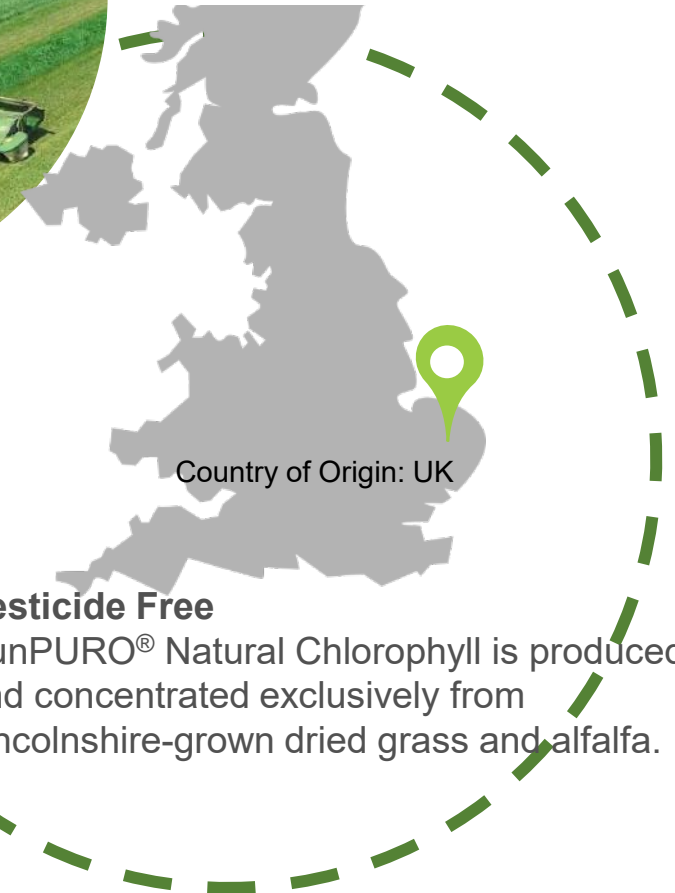 Country of Origin: UK
esticide Free
unPURO® Natural Chlorophyll is produced
nd concentrated exclusively from
ncolnshire-grown dried grass and alfalfa.